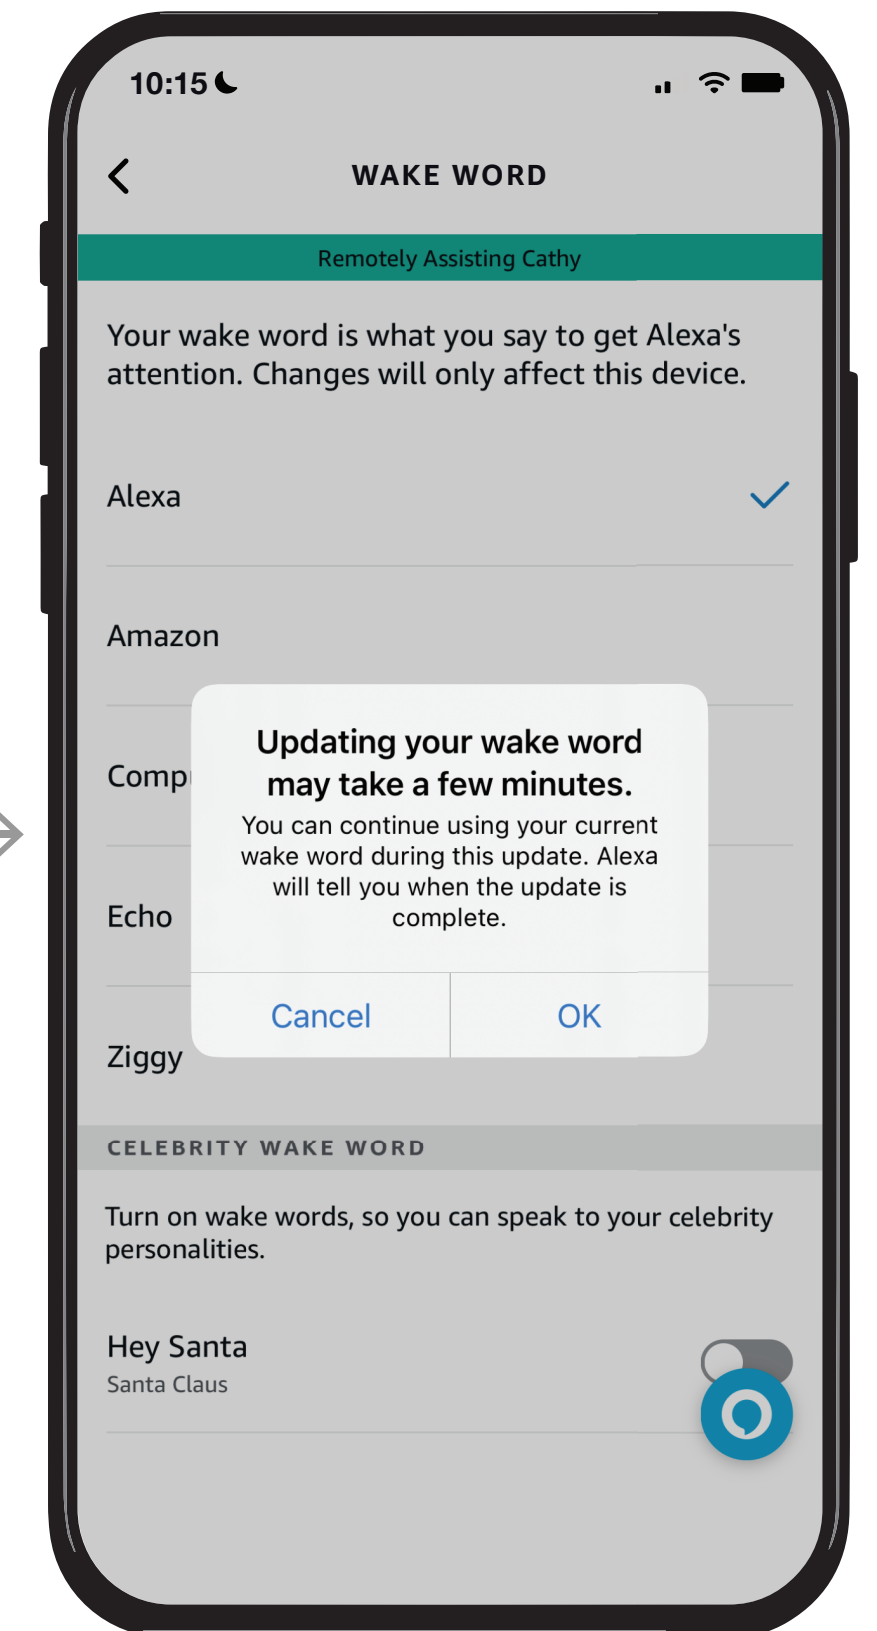 10:15
WAKE WORD
Remotely Assisting Cathy
Your wake word is what you say to get Alexa's
attention. Changes will only affect this device.
Alexa
Amazon
Updating your wake word
may take a few minutes.
You can continue using your current
wake word during this update. Alexa
will tell you when the update is
complete.
Cancel
OK
Echo
Ziggy
CELEBRITY WAKE WORD
Turn on wake words, so you can speak to your celebrity
personalities.
Hey Santa
Santa Claus